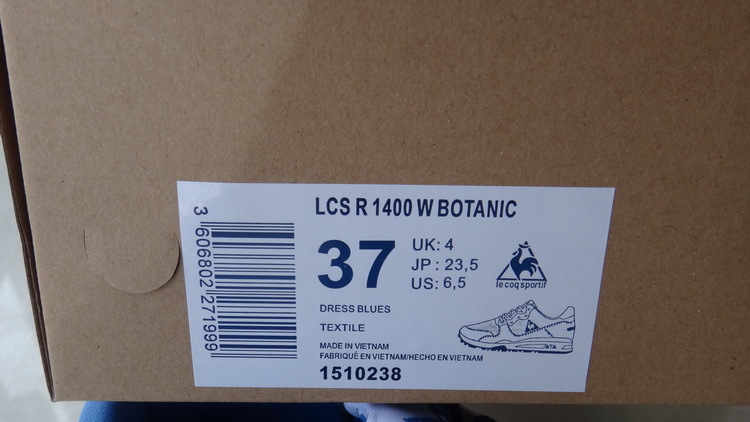 LCS R 1400 W BOTANIC
3 606802 271999
37
UK: 4
JP : 23,5
US: 6,5
le coq sportif
DRESS BLUES
TEXTILE
MADE IN VIETNAM
FABRIQUÉ EN VIETNAM/HECHO EN VIETNAM
1510238